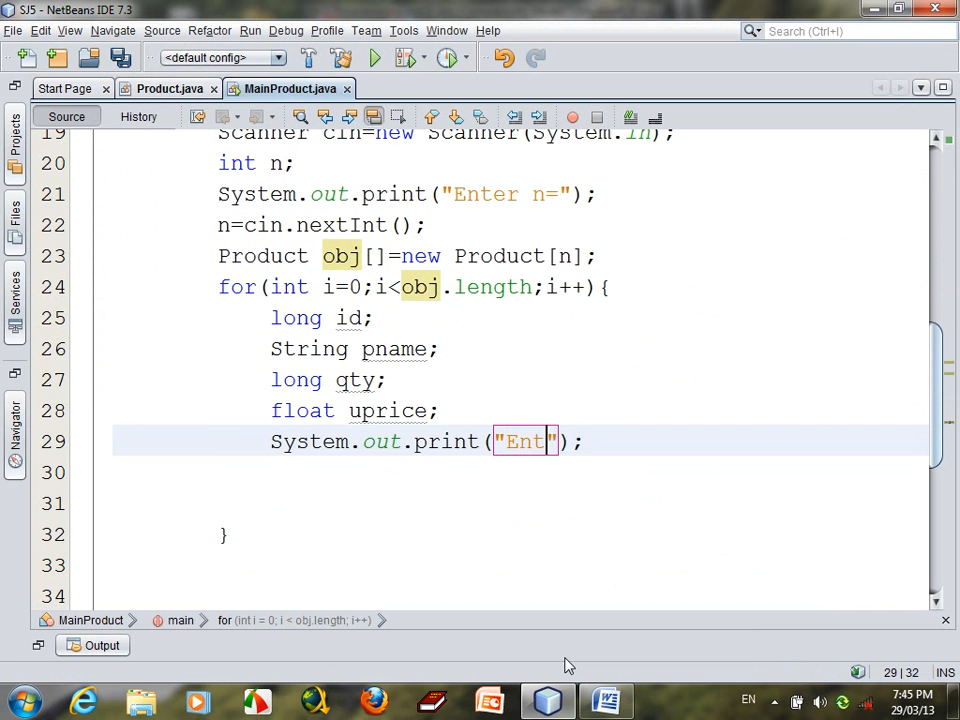 SJ5 - NetBeans IDE 7.3
File Edit View Navigate Source Refactor Run Debug Profile Team Tools Window Help
Search (Ctrl+I)
<default config>
Start Page Product.java MainProduct.java
Source History
Projects
Files
Services
Navigator
19 Scanner cin=new Scanner(System.in);
20 int n;
21 System.out.print("Enter n=");
22 n=cin.nextInt();
23 Product obj[]=new Product[n];
24 for(int i=0;i<obj.length;i++){
25 long id;
26 String pname;
27 long qty;
28 float uprice;
29 System.out.print("Ent");
30
31
32 }
33
34
MainProduct main for (int i = 0; i < obj.length; i++)
Output
29 | 32 INS
EN
7:45 PM
29/03/13